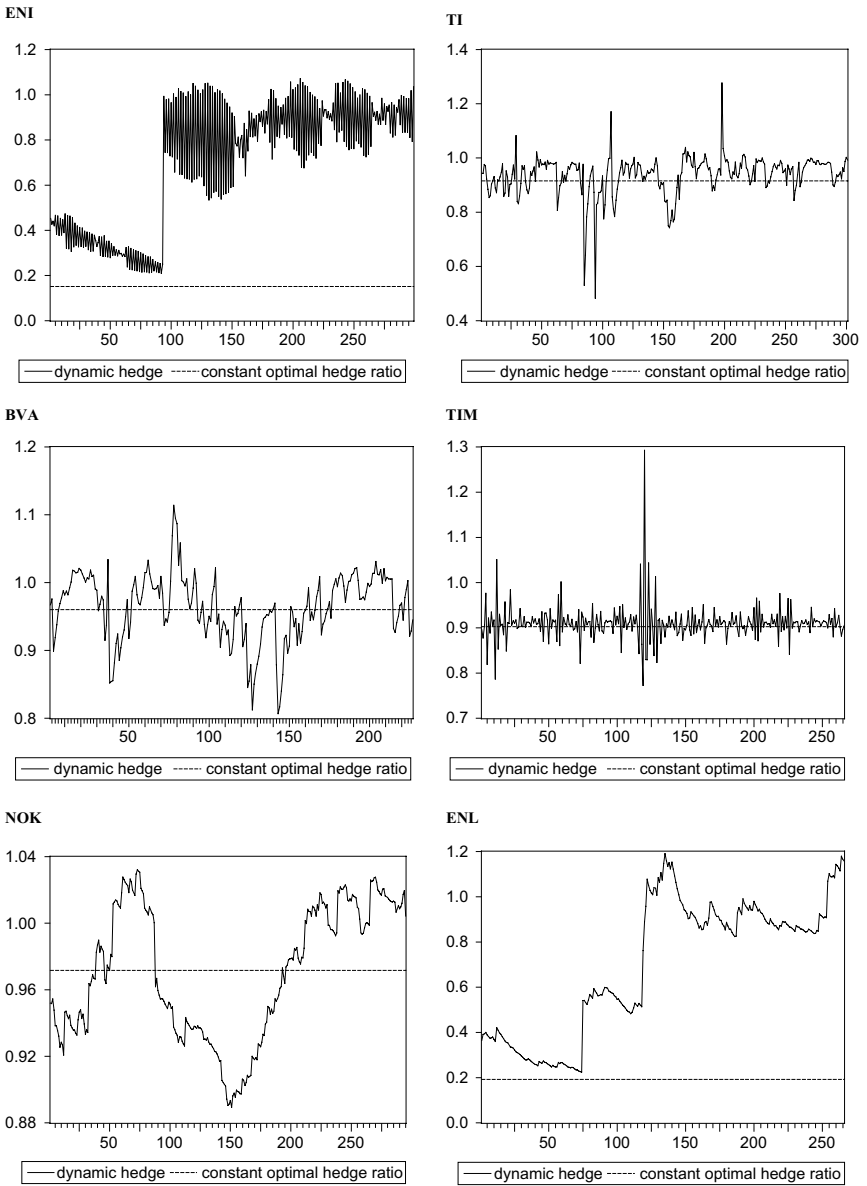 ENI
1.2
1.0
0.8
0.6
0.4
0.2
0.0
50 100 150 200 250
dynamic hedge constant optimal hedge ratio
TI
1.4
1.2
1.0
0.8
0.6
0.4
50 100 150 200 250 300
dynamic hedge constant optimal hedge ratio
BVA
1.2
1.1
1.0
0.9
0.8
50 100 150 200
dynamic hedge constant optimal hedge ratio
TIM
1.3
1.2
1.1
1.0
0.9
0.8
0.7
50 100 150 200 250
dynamic hedge constant optimal hedge ratio
NOK
1.04
1.00
0.96
0.92
0.88
50 100 150 200 250
dynamic hedge constant optimal hedge ratio
ENL
1.2
1.0
0.8
0.6
0.4
0.2
0.0
50 100 150 200 250
dynamic hedge constant optimal hedge ratio